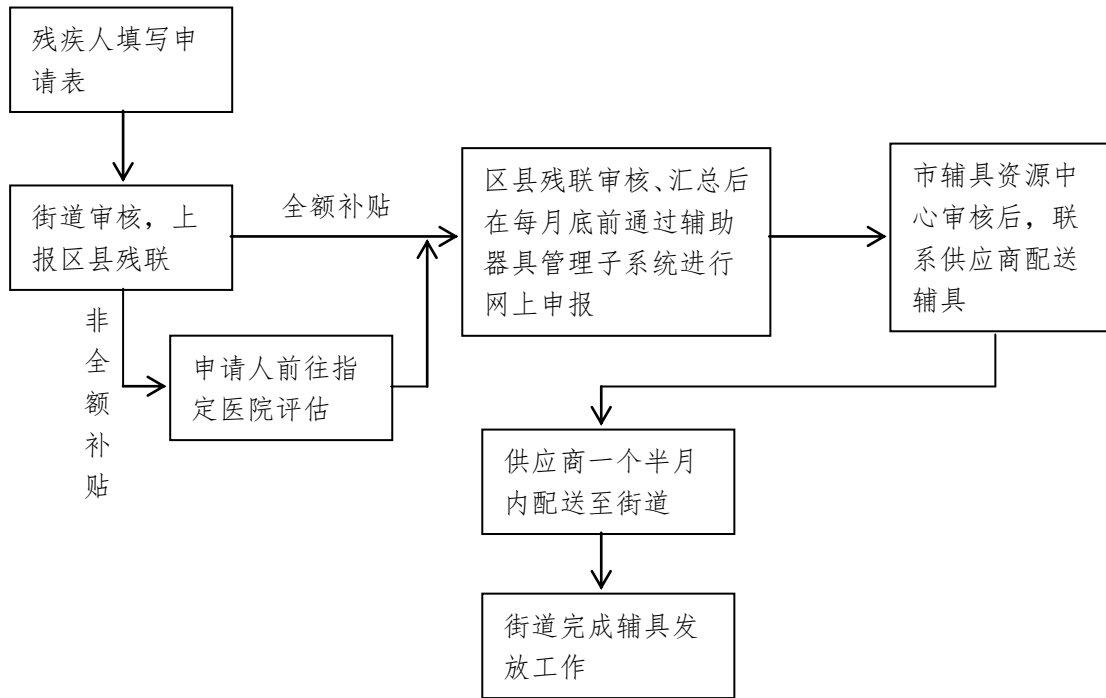 残疾人填写申
请表
街道审核，上
报区县残联
全额补贴
区县残联审核、汇总后
在每月底前通过辅助
器具管理子系统进行
网上申报
市辅具资源中
心审核后，联
系供应商配送
辅具
非全额补贴
申请人前往指
定医院评估
供应商一个半月
内配送至街道
街道完成辅具发
放工作